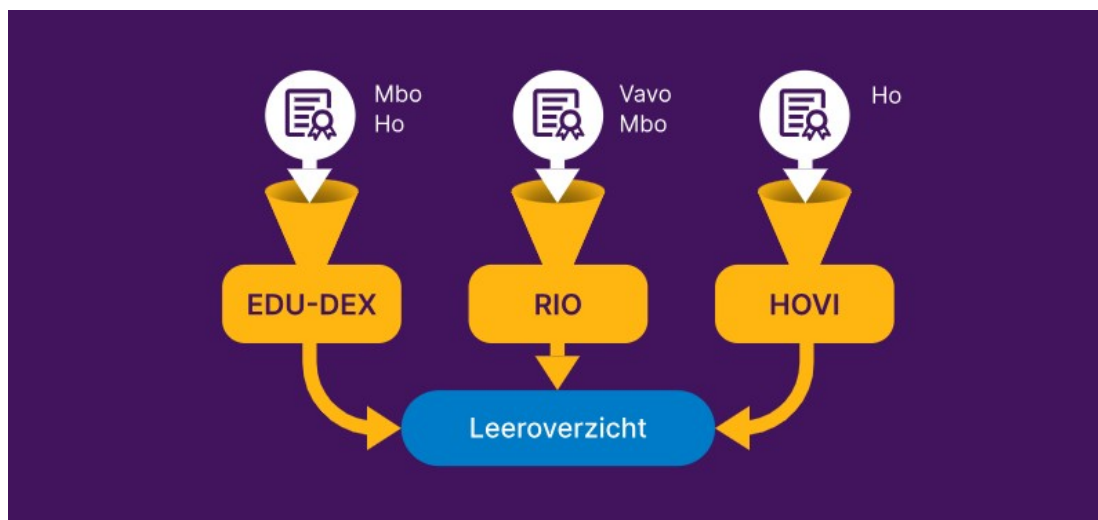 Mbo
Ho
Vavo
Mbo
Ho
EDU-DEX
RIO
HOVI
Leeroverzicht